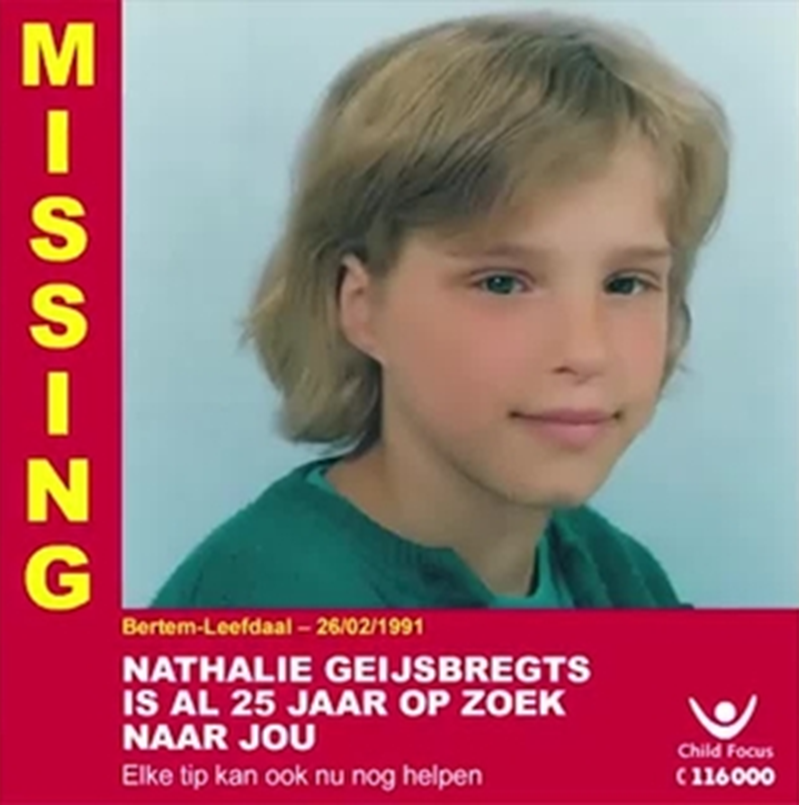 MISSING
Bertem-Leefdaal – 26/02/1991
NATHALIE GEIJSBREGTS
IS AL 25 JAAR OP ZOEK
NAAR JOU
Elke tip kan ook nu nog helpen
Child Focus
✆ 116000